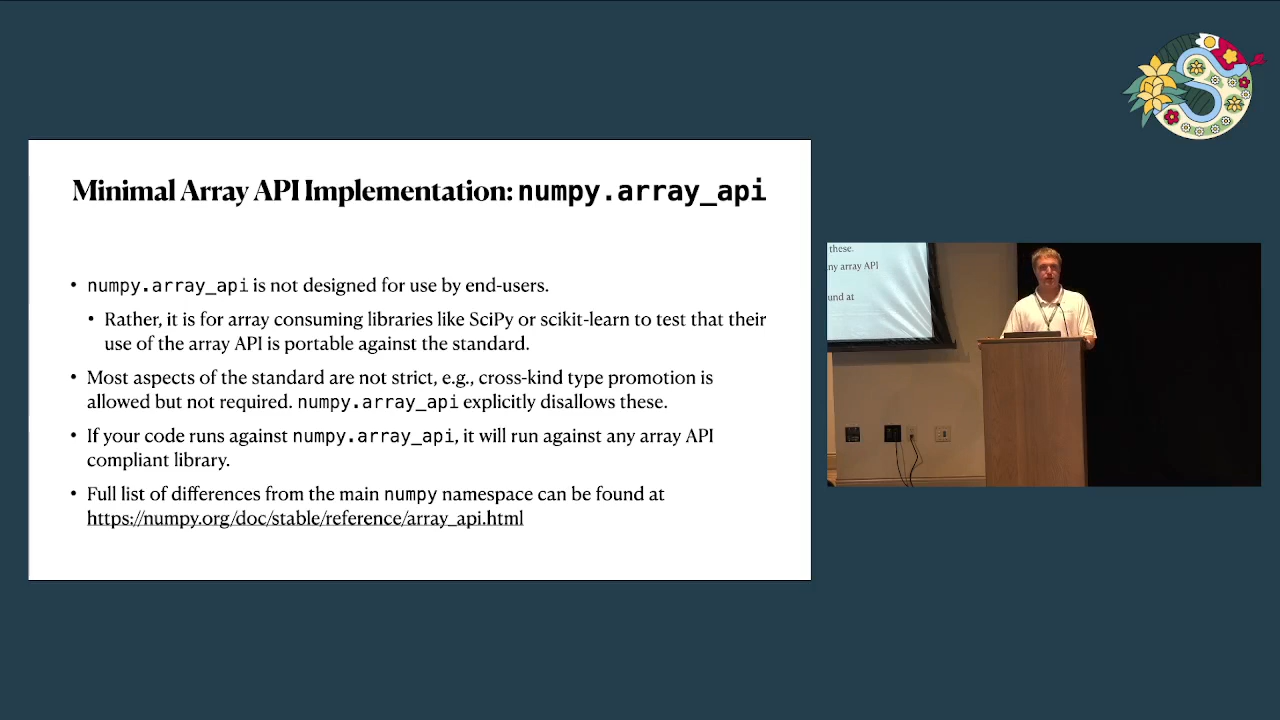 Minimal Array API Implementation: numpy.array_api
• numpy.array_api is not designed for use by end-users.
• Rather, it is for array consuming libraries like SciPy or scikit-learn to test that their
use of the array API is portable against the standard.
• Most aspects of the standard are not strict, e.g., cross-kind type promotion is
allowed but not required. numpy.array_api explicitly disallows these.
• If your code runs against numpy.array_api, it will run against any array API
compliant library.
• Full list of differences from the main numpy namespace can be found at
https://numpy.org/doc/stable/reference/array_api.html
these.
ny array API
und at